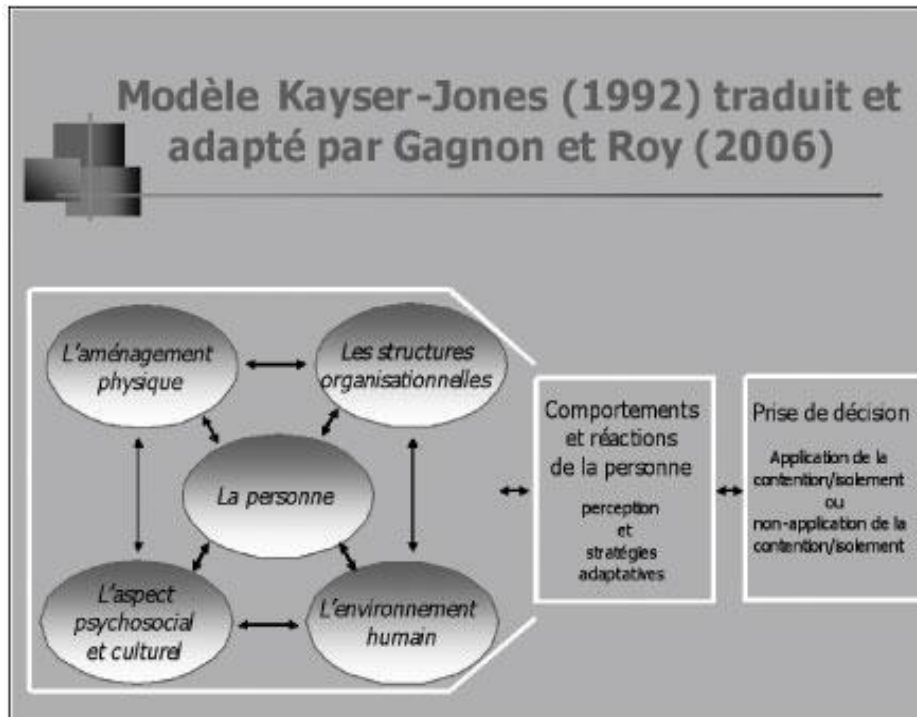 Modèle Kayser-Jones (1992) traduit et
adapté par Gagnon et Roy (2006)
L'aménagement
physique
Les structures
organisationnelles
La personne
L'aspect
psychosocial
et culturel
L'environnement
humain
Comportements
et réactions
de la personne
perception
et
stratégies
adaptatives
Prise de décision
Application de la
contention/isolement
ou
non-application de la
contention/isolement